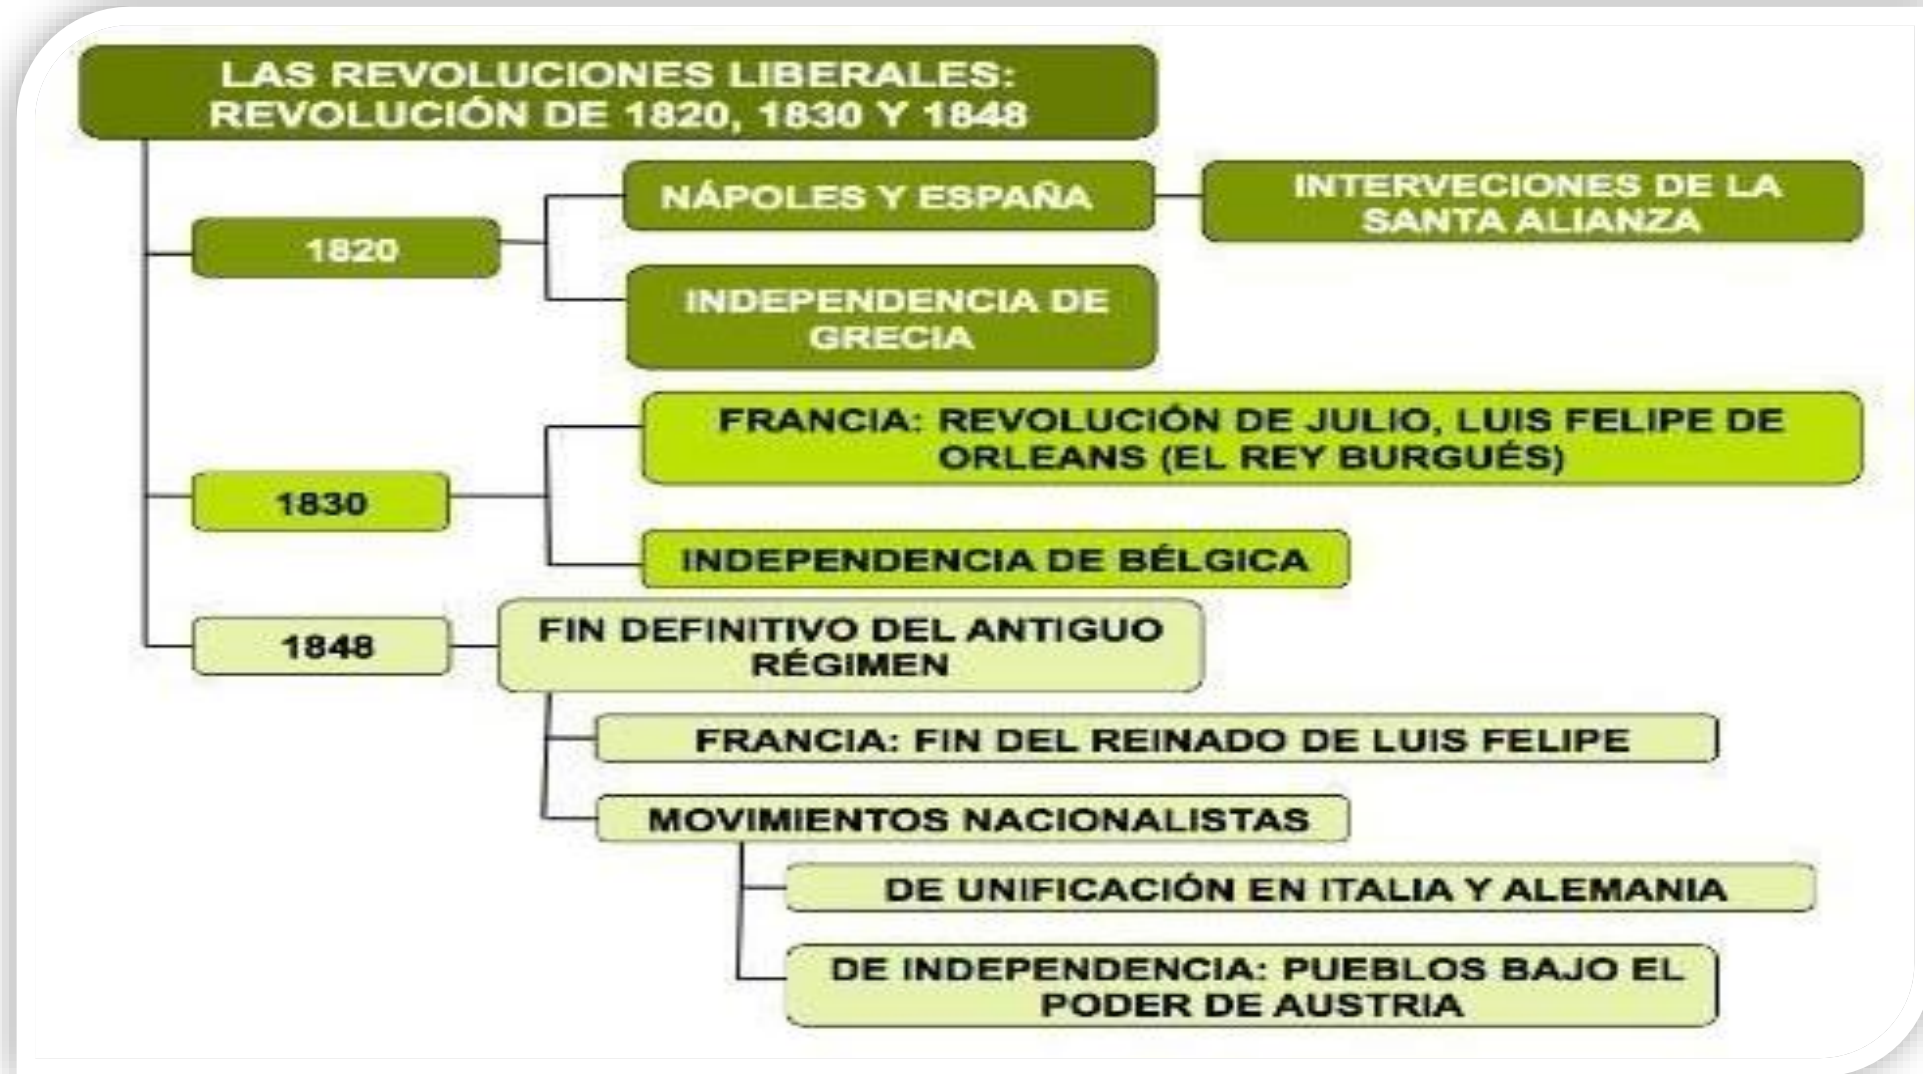 LAS REVOLUCIONES LIBERALES:
REVOLUCIÓN DE 1820, 1830 Y 1848
1820
NÁPOLES Y ESPAÑA
INTERVECIONES DE LA
SANTA ALIANZA
INDEPENDENCIA DE
GRECIA
1830
FRANCIA: REVOLUCIÓN DE JULIO, LUIS FELIPE DE
ORLEANS (EL REY BURGUÉS)
INDEPENDENCIA DE BÉLGICA
1848
FIN DEFINITIVO DEL ANTIGUO
RÉGIMEN
FRANCIA: FIN DEL REINADO DE LUIS FELIPE
MOVIMIENTOS NACIONALISTAS
DE UNIFICACIÓN EN ITALIA Y ALEMANIA
DE INDEPENDENCIA: PUEBLOS BAJO EL
PODER DE AUSTRIA